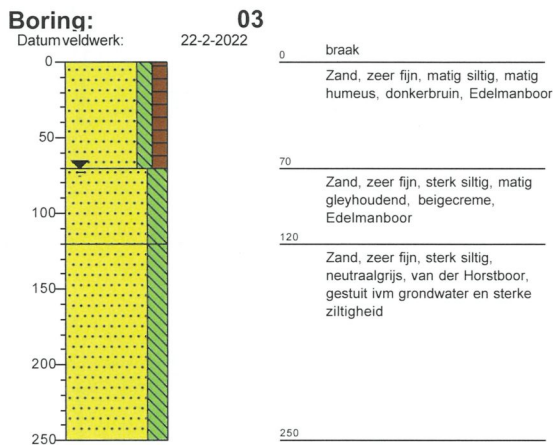 Boring: 03
Datum veldwerk: 22-2-2022
0
50
100
150
200
250
0 braak
Zand, zeer fijn, matig siltig, matig
humeus, donkerbruin, Edelmanboor
70
Zand, zeer fijn, sterk siltig, matig
gleyhoudend, beigecreme,
Edelmanboor
120
Zand, zeer fijn, sterk siltig,
neutraalgrijs, van der Horstboor,
gestuit ivm grondwater en sterke
ziltigheid
250